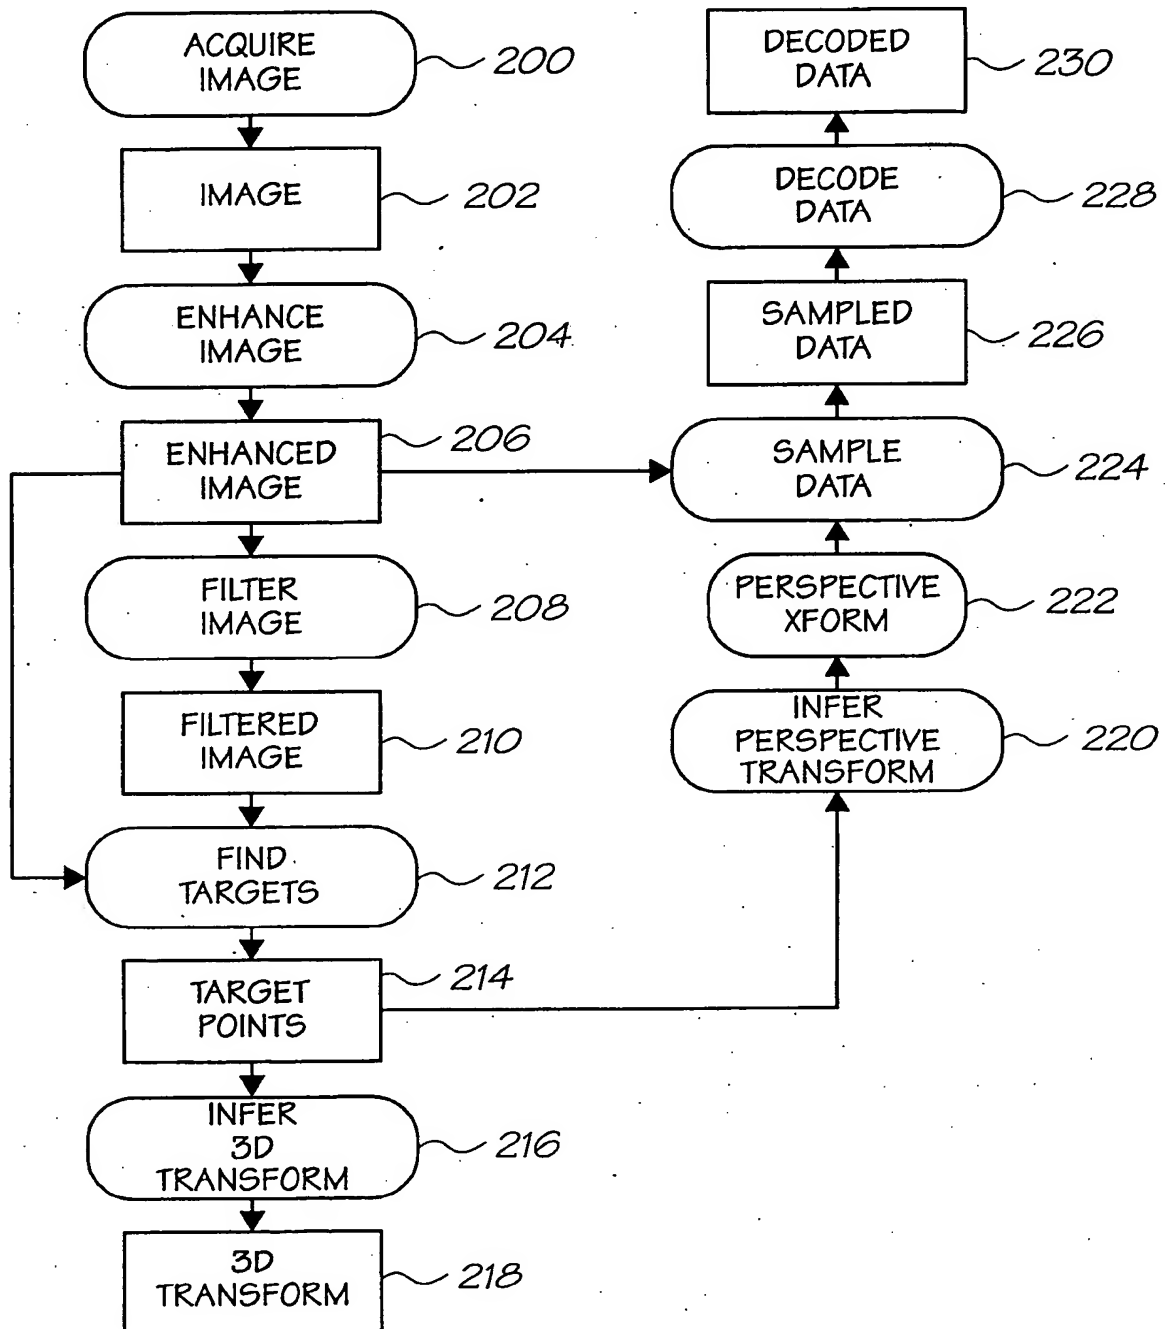 ACQUIRE
IMAGE
200
IMAGE
202
ENHANCE
IMAGE
204
ENHANCED
IMAGE
206
FILTER
IMAGE
208
FILTERED
IMAGE
210
FIND
TARGETS
212
TARGET
POINTS
214
INFER
3D
TRANSFORM
216
3D
TRANSFORM
218
DECODED
DATA
230
DECODE
DATA
228
SAMPLED
DATA
226
SAMPLE
DATA
224
PERSPECTIVE
XFORM
222
INFER
PERSPECTIVE
TRANSFORM
220